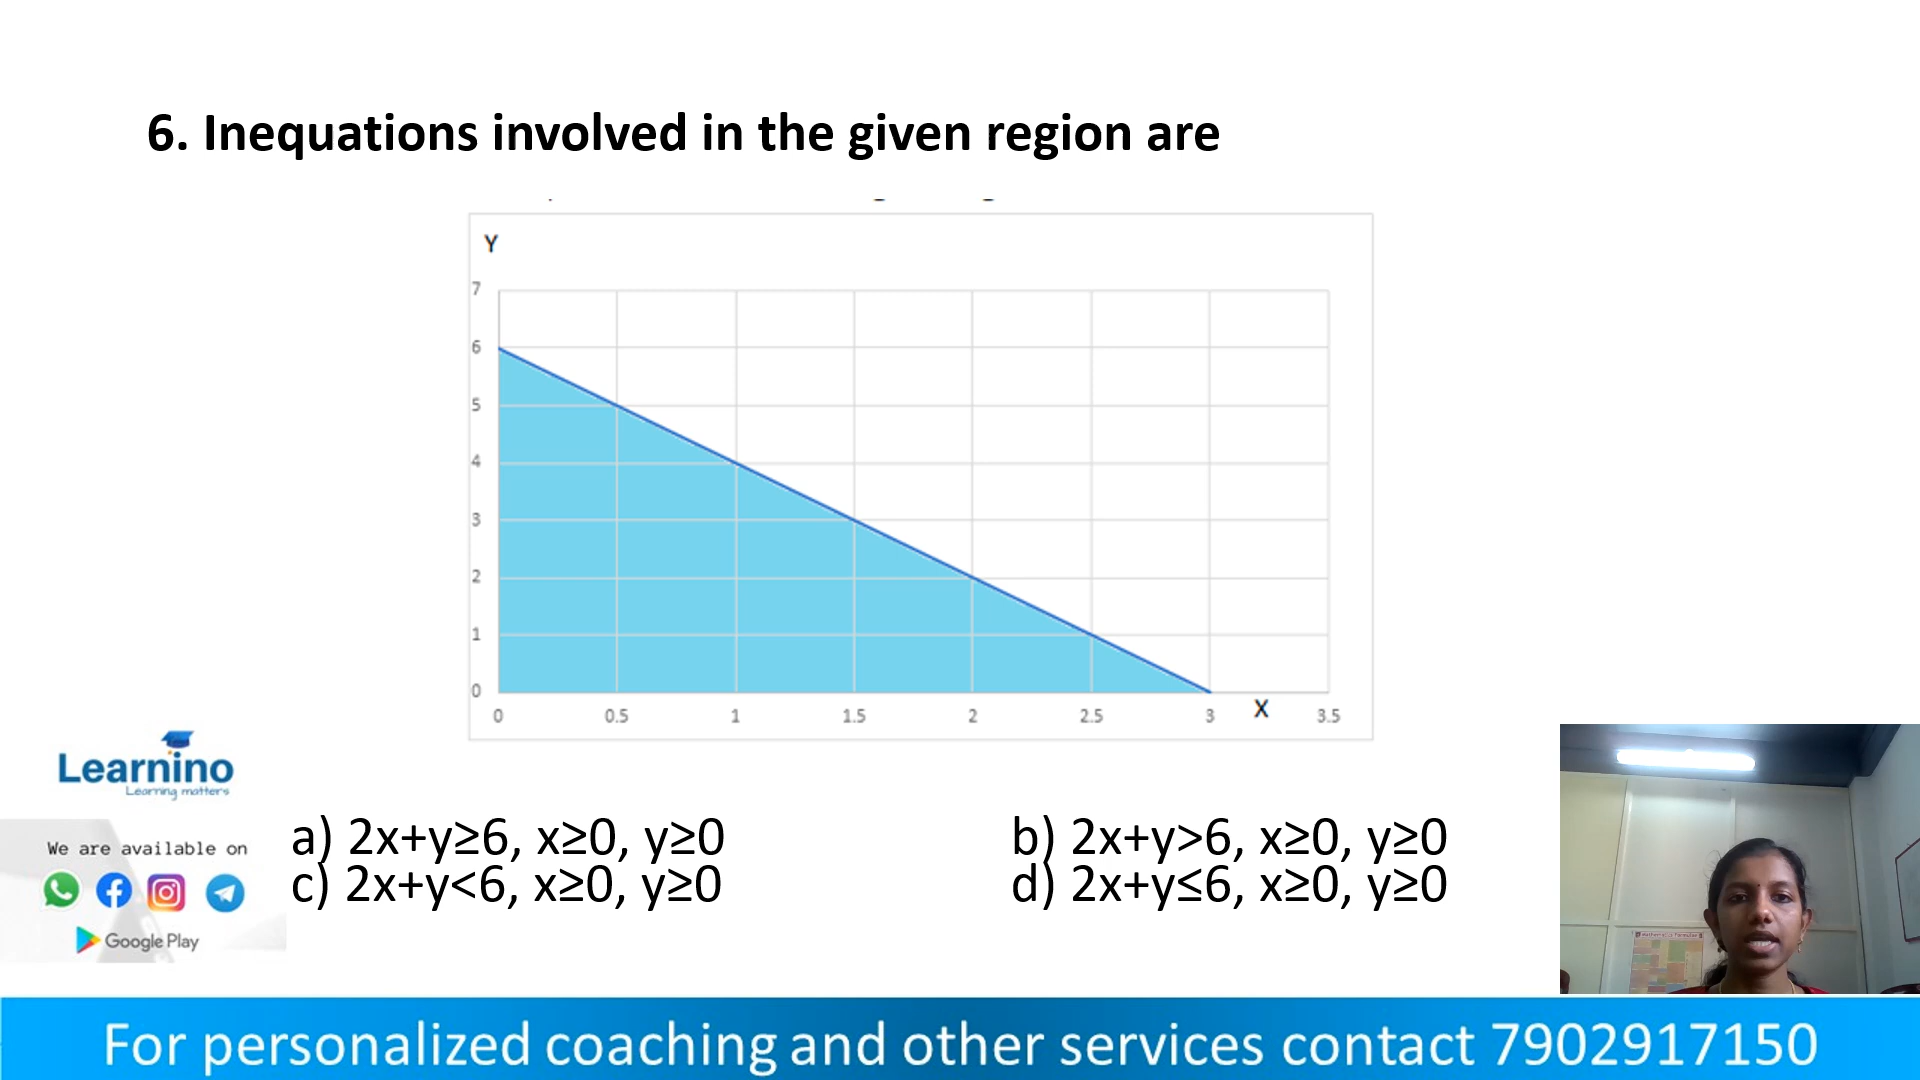 6. Inequations involved in the given region are
Y
7
6
5
4
3
2
1
0
0 0.5 1 1.5 2 2.5 3 X 3.5
Learnino
Learning matters
We are available on
Google Play
a) 2x+y≥6, x≥0, y≥0
b) 2x+y>6, x≥0, y≥0
c) 2x+y<6, x≥0, y≥0
d) 2x+y≤6, x≥0, y≥0
Mathematics Formulae
For personalized coaching and other services contact 7902917150